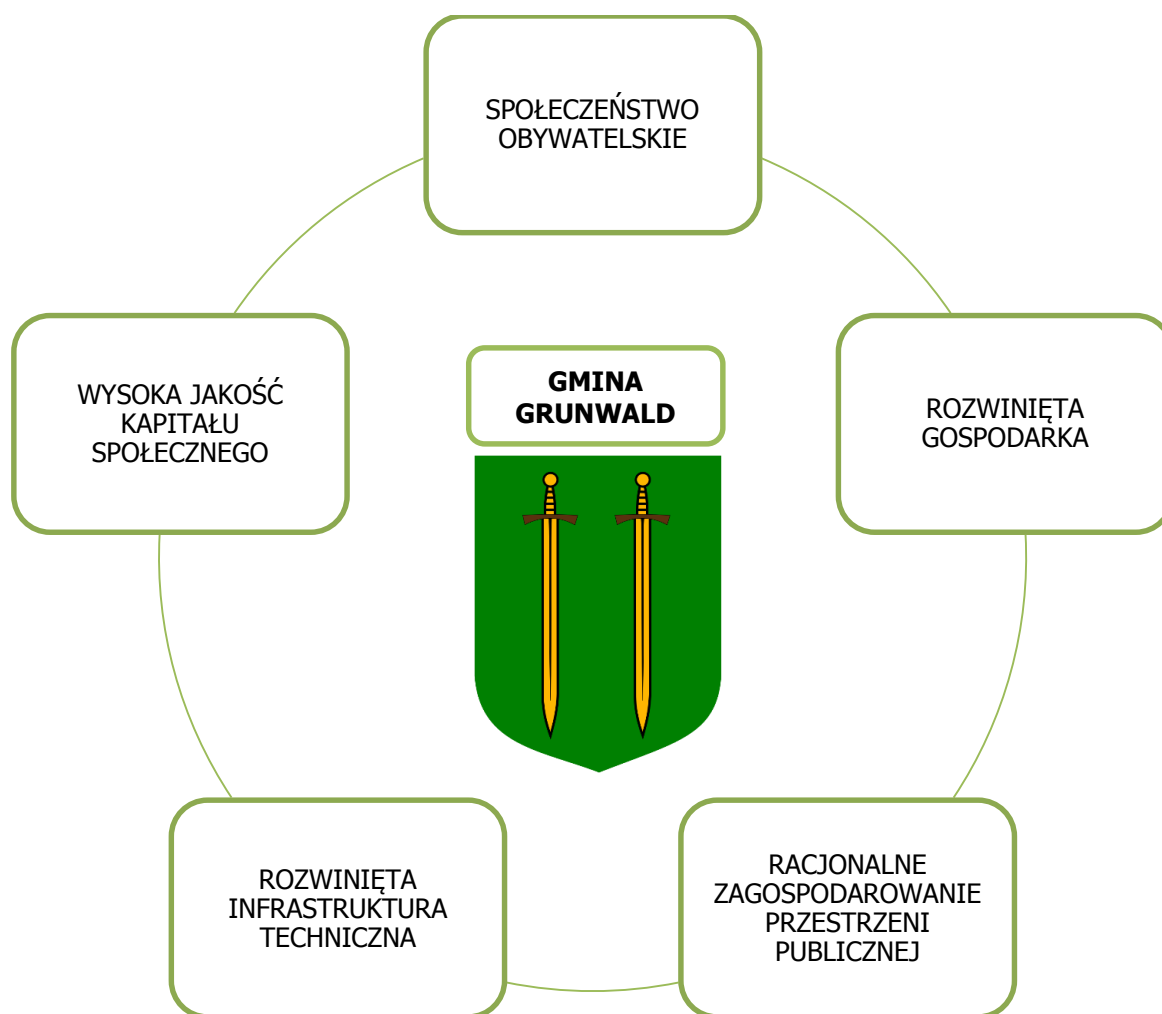 SPOŁECZEŃSTWO
OBYWATELSKIE
WYSOKA JAKOŚĆ
KAPITAŁU
SPOŁECZNEGO
GMINA
GRUNWALD
ROZWINIĘTA
GOSPODARKA
ROZWINIĘTA
INFRASTRUKTURA
TECHNICZNA
RACJONALNE
ZAGOSPODAROWANIE
PRZESTRZENI
PUBLICZNEJ